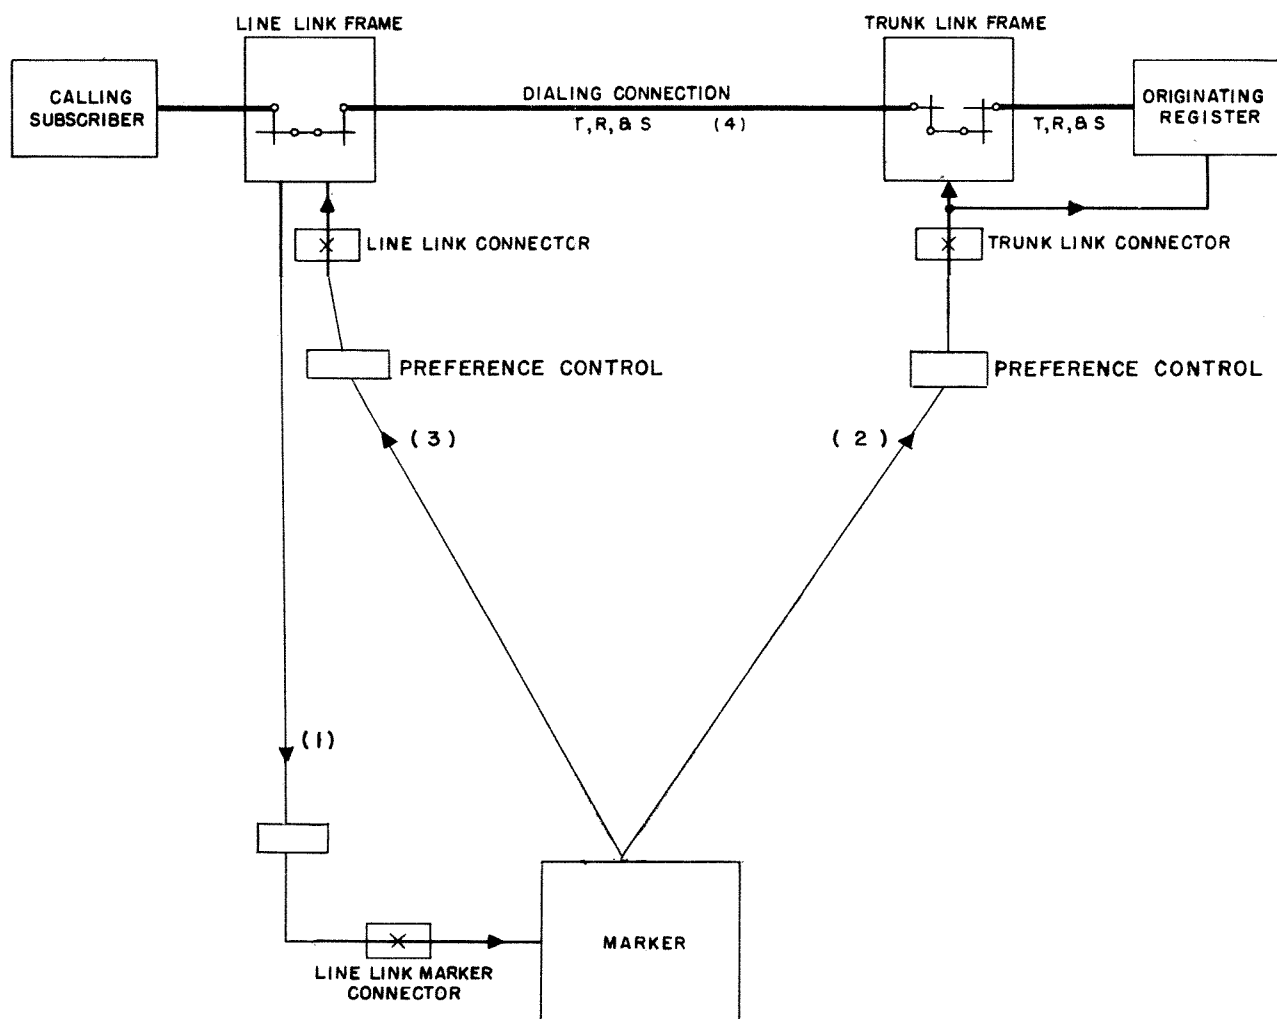 LINE LINK FRAME
TRUNK LINK FRAME
CALLING
SUBSCRIBER
DIALING CONNECTION
T, R, & S (4)
T, R, & S
ORIGINATING
REGISTER
LINE LINK CONNECTOR
TRUNK LINK CONNECTOR
PREFERENCE CONTROL
PREFERENCE CONTROL
(3)
(2)
(1)
MARKER
LINE LINK MARKER
CONNECTOR